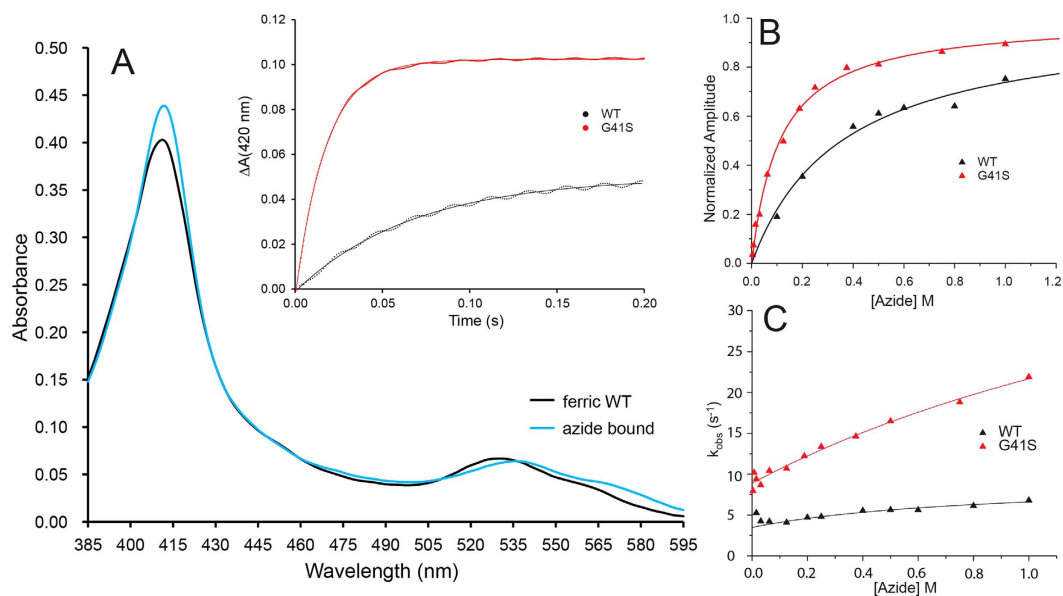 A
0.50
0.45
0.40
0.35
0.30
0.25
0.20
0.15
0.10
0.05
0.00
Absorbance
385 400 415 430 445 460 475 490 505 520 535 550 565 580 595
Wavelength (nm)
ferric WT
azide bound
0.12
0.10
0.08
0.06
0.04
0.02
0.00
ΔA(420 nm)
0.00 0.05 0.10 0.15 0.20
Time (s)
WT
G41S
B
1.0
0.8
0.6
0.4
0.2
0.0
Normalized Amplitude
0.0 0.2 0.4 0.6 0.8 1.0 1.2
[Azide] M
WT
G41S
C
30
25
20
15
10
5
0
kobs (s-1)
0.0 0.2 0.4 0.6 0.8 1.0
[Azide] M
WT
G41S